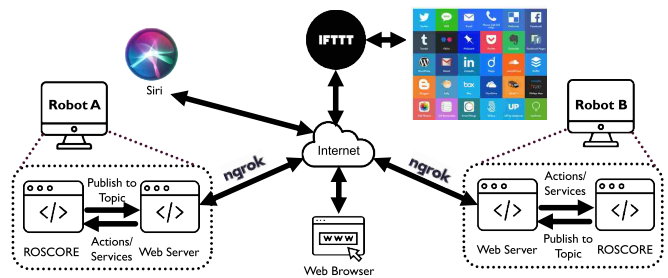 IFTTT
Siri
Robot A
Robot B
Internet
ngrok
ngrok
Publish to
Topic
Actions/
Services
ROSCORE
Web Server
WWW
Web Browser
Actions/
Services
Publish to
Topic
Web Server
ROSCORE